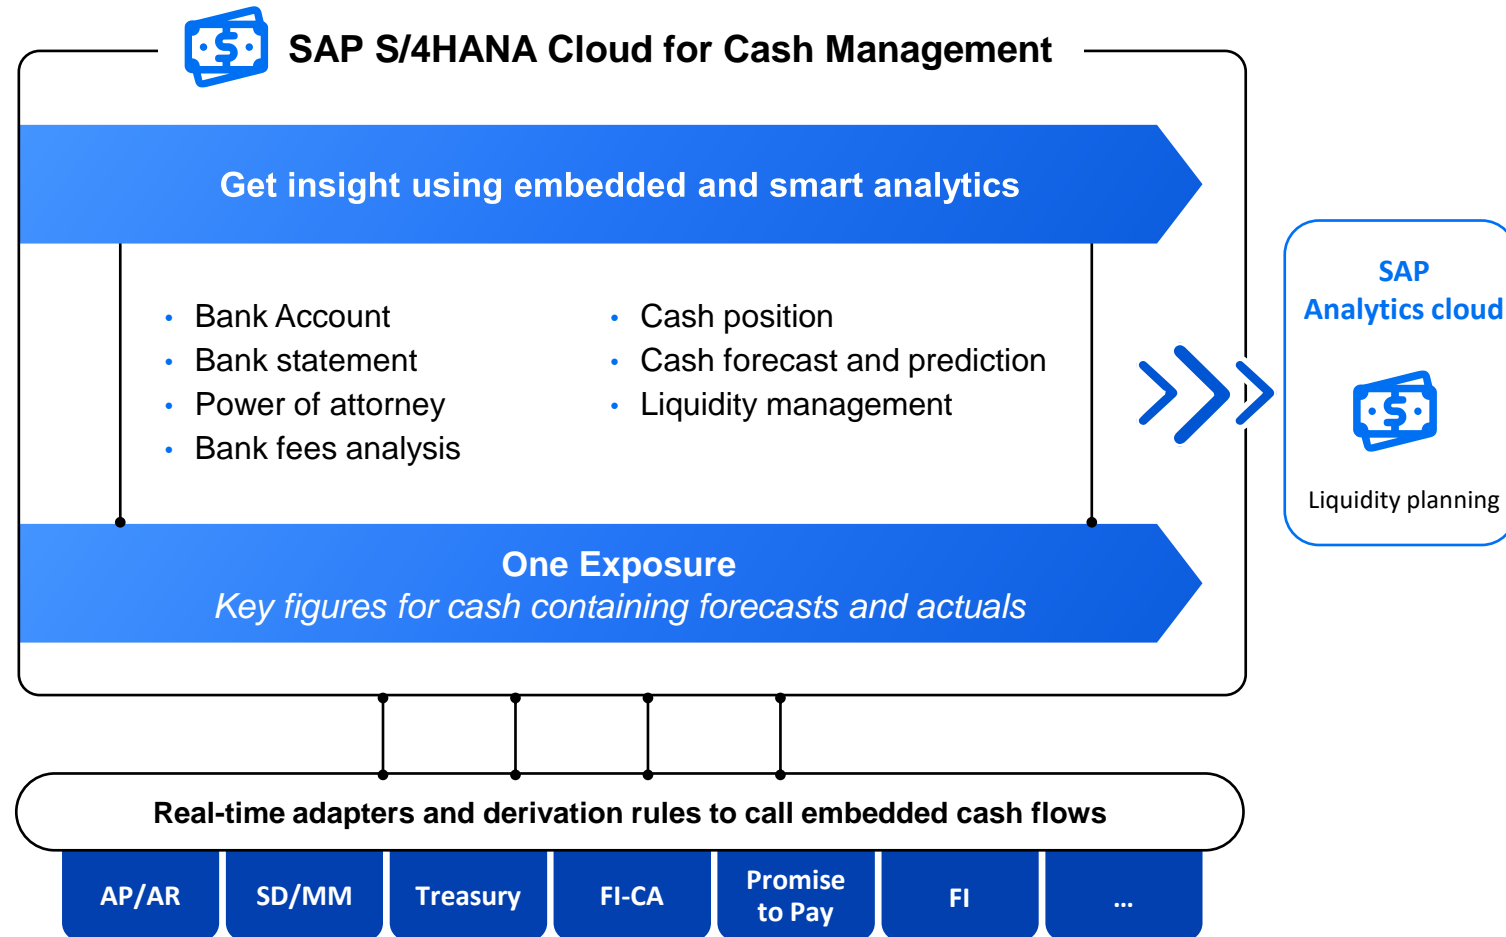 SAP S/4HANA Cloud for Cash Management
Get insight using embedded and smart analytics
• Bank Account
• Bank statement
• Power of attorney
• Bank fees analysis
• Cash position
• Cash forecast and prediction
• Liquidity management
One Exposure
Key figures for cash containing forecasts and actuals
SAP
Analytics cloud
Liquidity planning
Real-time adapters and derivation rules to call embedded cash flows
AP/AR
SD/MM
Treasury
FI-CA
Promise
to Pay
FI
...